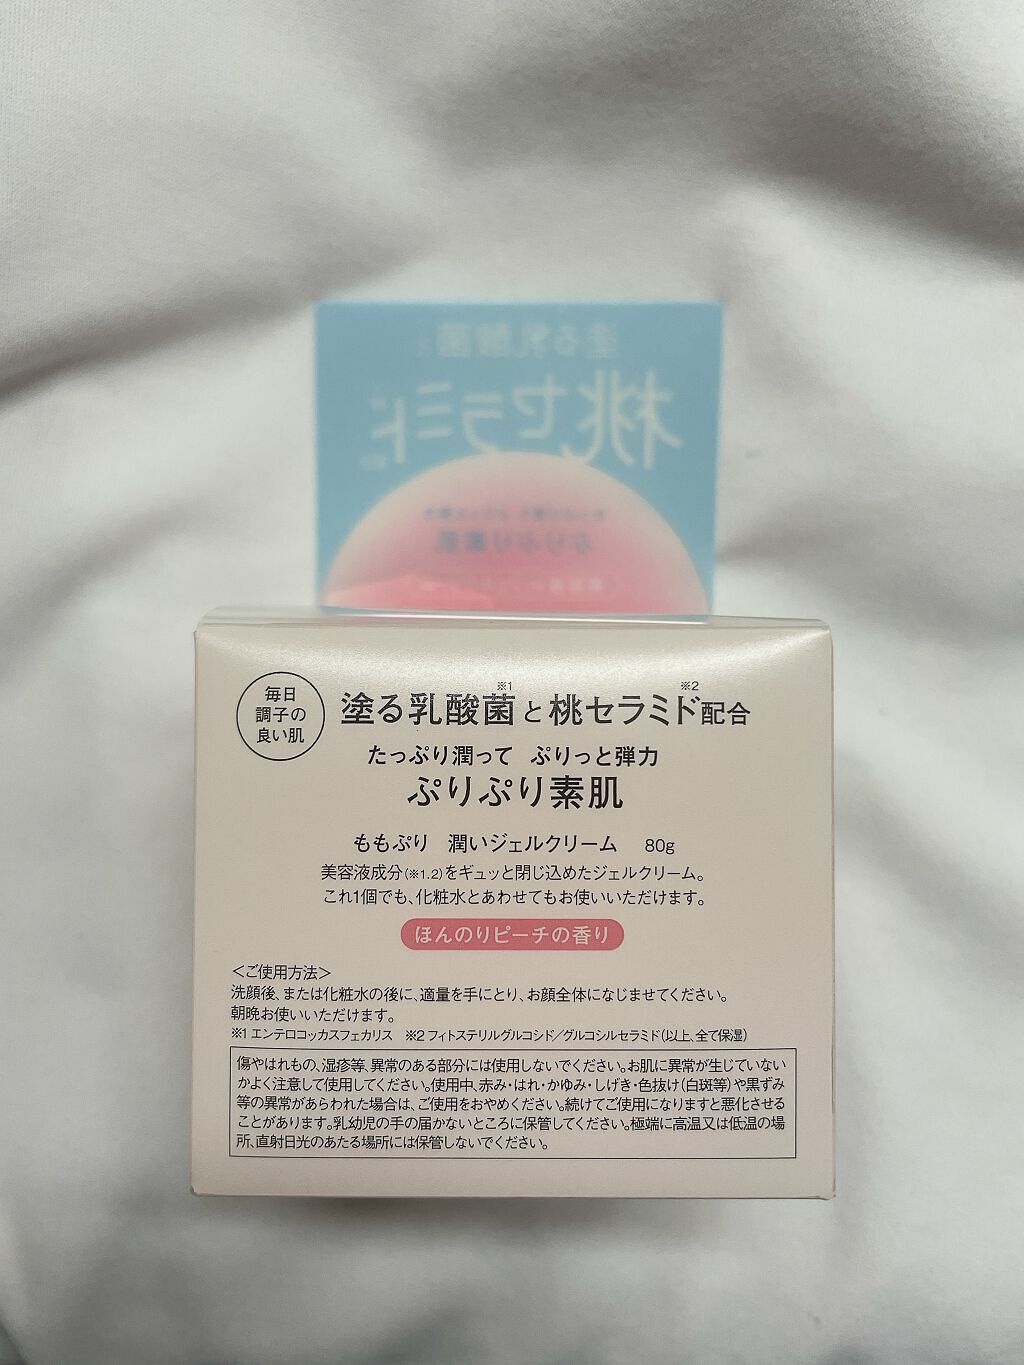 塗る乳酸菌と
桃セラミド
ぷりぷり素肌
毎日
調子の
良い肌
塗る乳酸菌※1と桃セラミド※2配合
たっぷり潤って ぷりっと弾力
ぷりぷり素肌
ももぷり 潤いジェルクリーム 80g
美容液成分(※1.2)をギュッと閉じ込めたジェルクリーム。
これ1個でも、化粧水とあわせてもお使いいただけます。
ほんのりピーチの香り
＜ご使用方法＞
洗顔後、または化粧水の後に、適量を手にとり、お顔全体になじませてください。
朝晩お使いいただけます。
※1 エンテロコッカスフェカリス ※2 フィトステリルグルコシド/グルコシルセラミド(以上、全て保湿)
傷やはれもの、湿疹等、異常のある部分には使用しないでください。お肌に異常が生じていない
かよく注意して使用してください。使用中、赤み・はれ・かゆみ・しげき・色抜け(白斑等)や黒ずみ
等の異常があらわれた場合は、ご使用をおやめください。続けてご使用になりますと悪化させる
ことがあります。乳幼児の手の届かないところに保管してください。極端に高温又は低温の場
所、直射日光のあたる場所には保管しないでください。